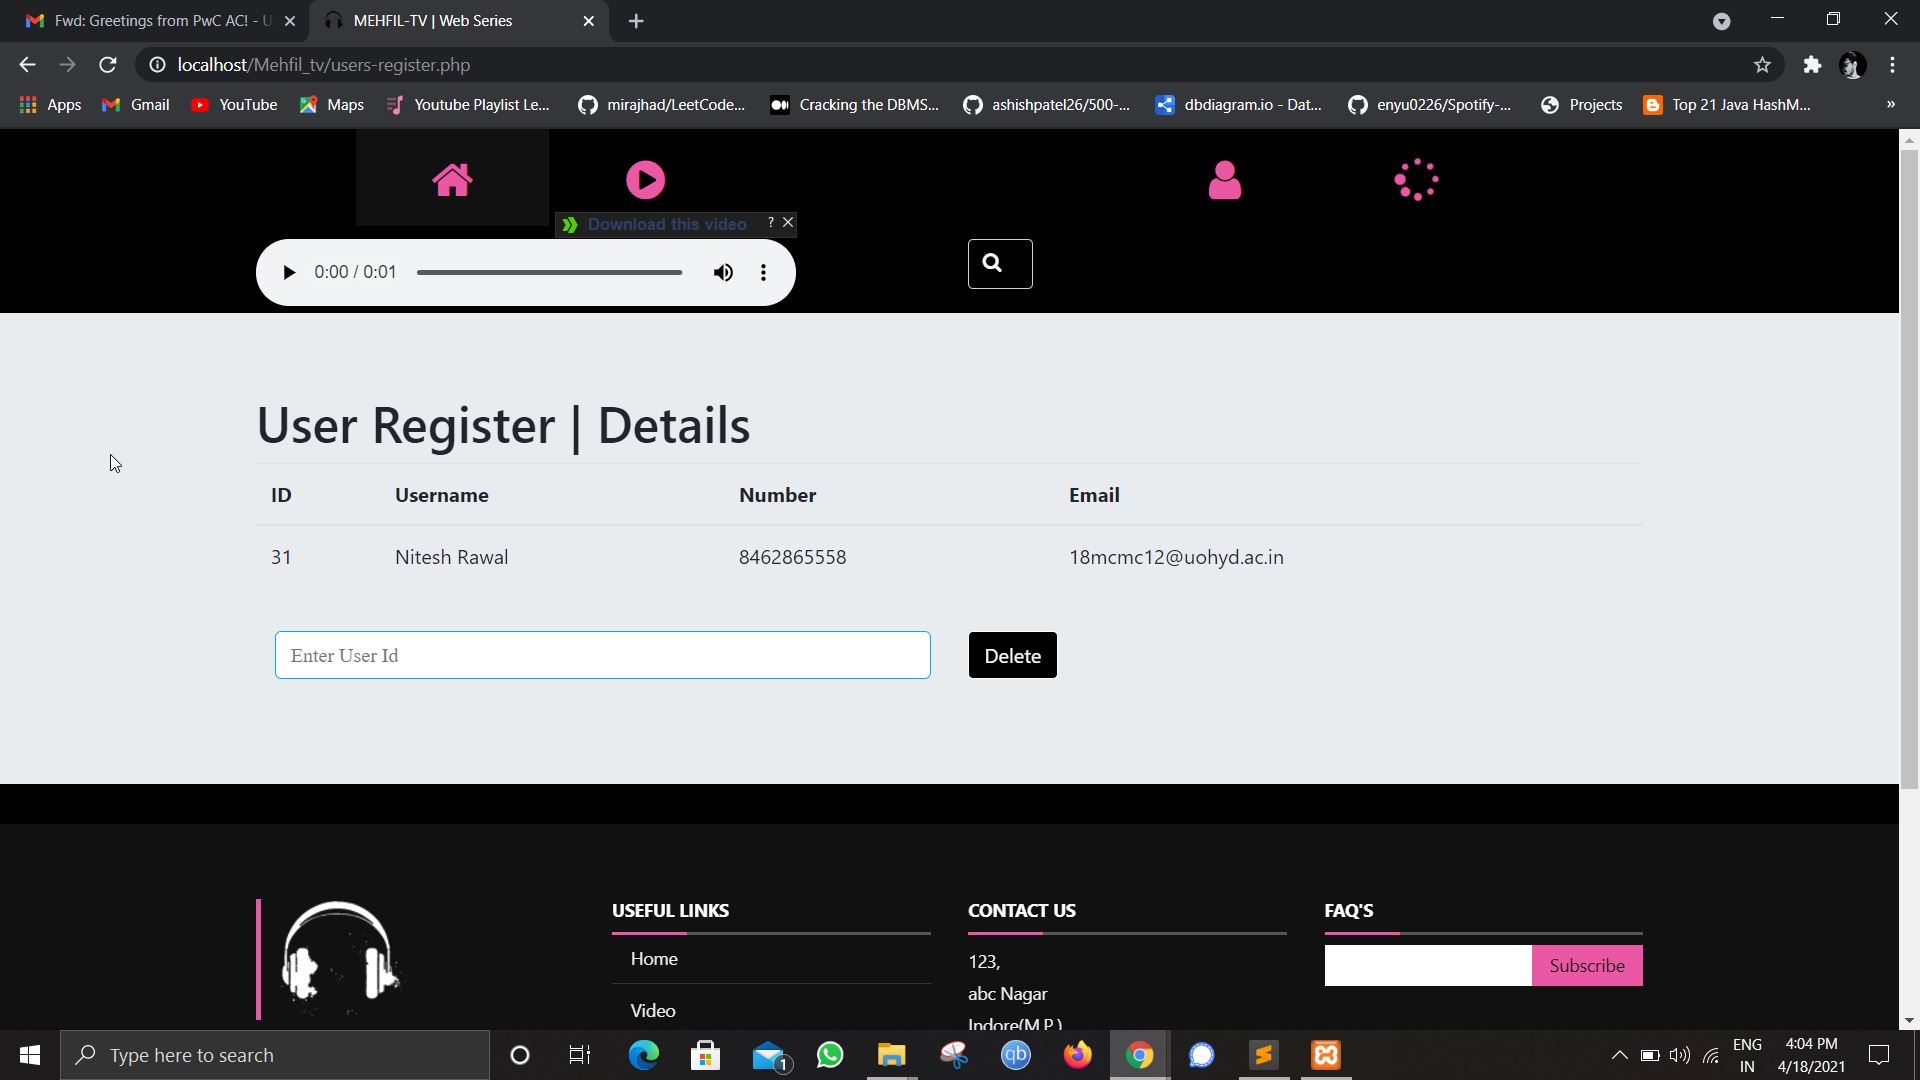 Fwd: Greetings from PwC AC! - U
MEHFIL-TV | Web Series
localhost/Mehfil_tv/users-register.php
Apps
Gmail
YouTube
Maps
Youtube Playlist Le...
mirajhad/LeetCode...
Cracking the DBMS...
ashishpatel26/500-...
dbdiagram.io - Dat...
enyu0226/Spotify-...
Projects
Top 21 Java HashM...
»
Download this video
?
0:00 / 0:01
User Register | Details
ID Username Number Email
31 Nitesh Rawal 8462865558 18mcmc12@uohyd.ac.in
Enter User Id
Delete
USEFUL LINKS
Home
Video
CONTACT US
123,
abc Nagar
Indore(M.P.)
FAQ'S
Subscribe
Type here to search
1
qb
ENG
IN
4:04 PM
4/18/2021